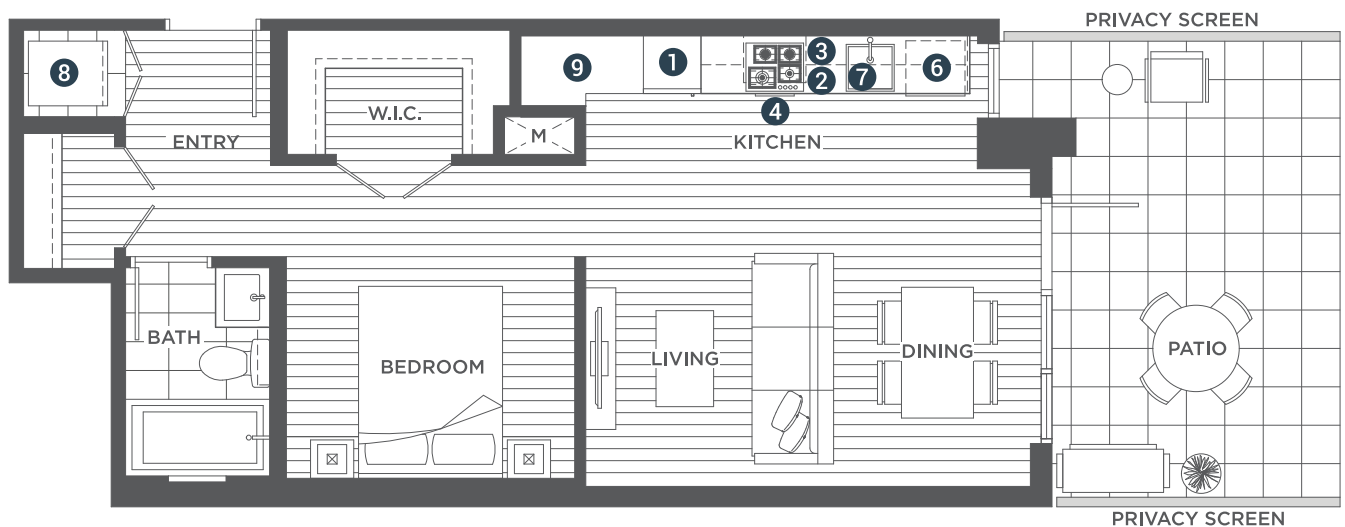 PRIVACY SCREEN
8
9
1
3
2
7
6
4
W.I.C.
M
ENTRY
KITCHEN
BATH
BEDROOM
LIVING
DINING
PATIO
PRIVACY SCREEN